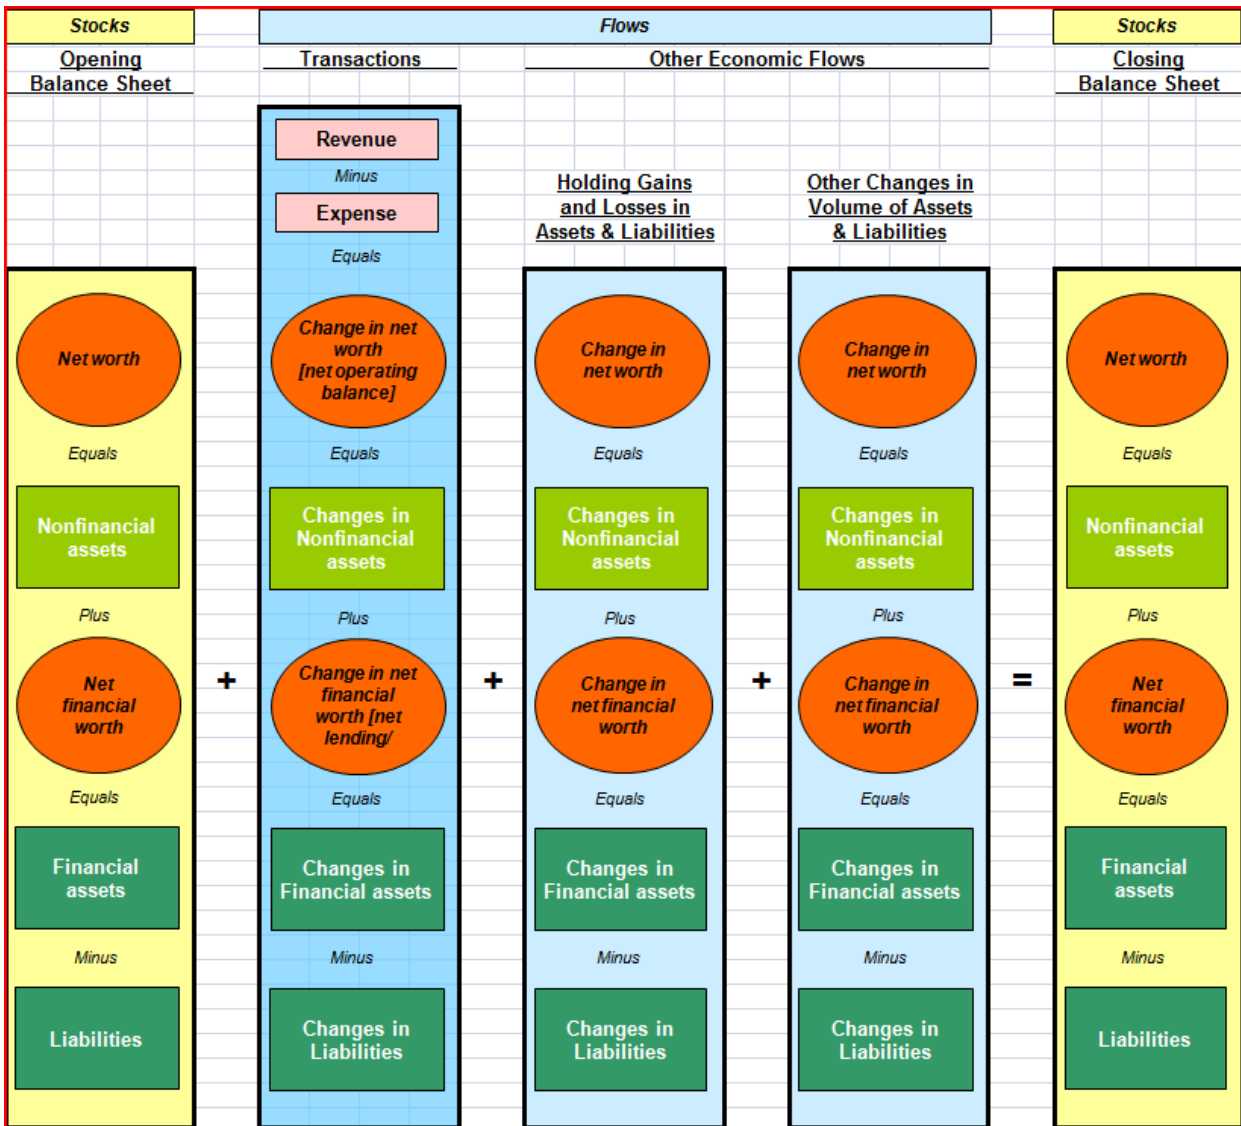 Stocks
Flows
Stocks
Opening
Balance Sheet
Transactions
Other Economic Flows
Closing
Balance Sheet
Revenue
Minus
Expense
Equals
Holding Gains
and Losses in
Assets & Liabilities
Other Changes in
Volume of Assets
& Liabilities
Net worth
Change in net
worth
[net operating
balance]
Change in
net worth
Change in
net worth
Net worth
Equals
Equals
Equals
Equals
Equals
Nonfinancial
assets
Changes in
Nonfinancial
assets
Changes in
Nonfinancial
assets
Changes in
Nonfinancial
assets
Nonfinancial
assets
Plus
Plus
Plus
Plus
Plus
Net
financial
worth
+
Change in net
financial
worth [net
lending/
+
Change in
net financial
worth
+
Change in
net financial
worth
=
Net
financial
worth
Equals
Equals
Equals
Equals
Equals
Financial
assets
Changes in
Financial assets
Changes in
Financial assets
Changes in
Financial assets
Financial
assets
Minus
Minus
Minus
Minus
Minus
Liabilities
Changes in
Liabilities
Changes in
Liabilities
Changes in
Liabilities
Liabilities